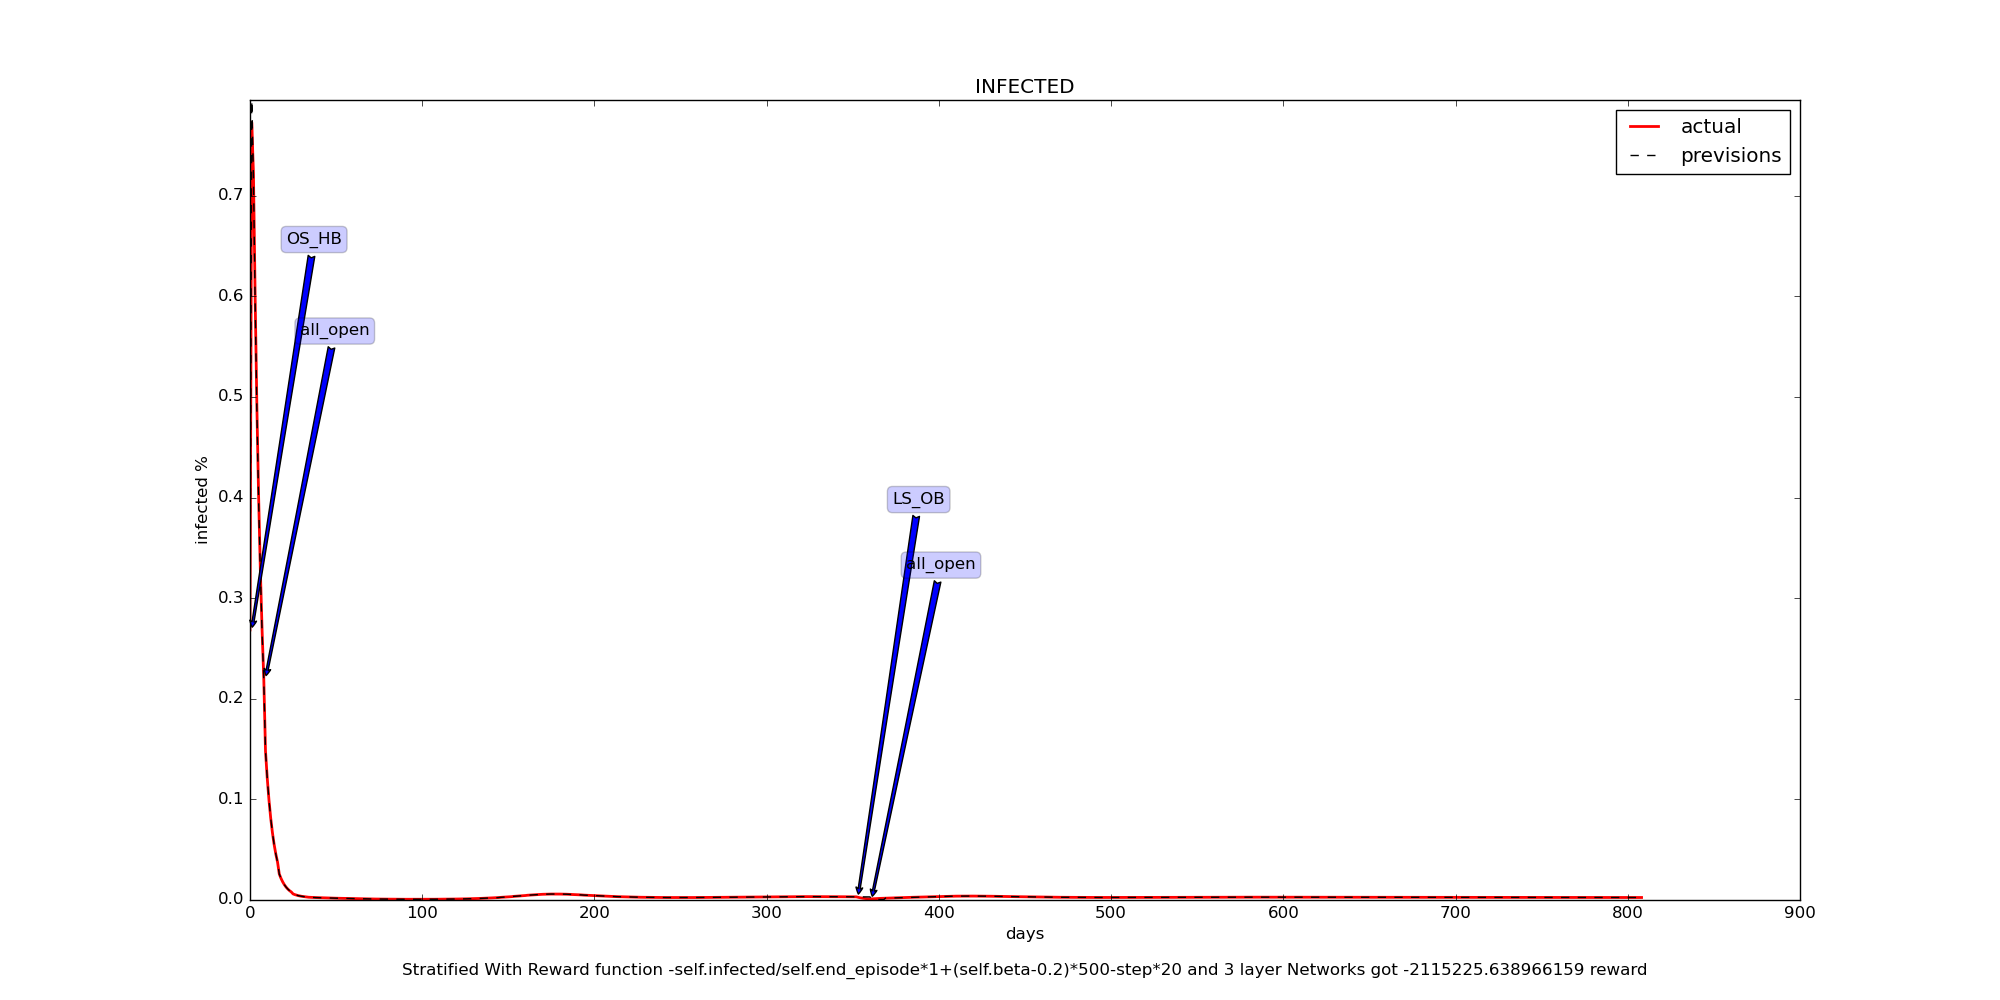 INFECTED
actual
previsions
0.7
OS_HB
0.6
all_open
0.5
infected %
0.4
LS_OB
all_open
0.3
0.2
0.1
0.0
0 100 200 300 400 500 600 700 800 900
days
Stratified With Reward function -self.infected/self.end_episode*1+(self.beta-0.2)*500-step*20 and 3 layer Networks got -2115225.638966159 reward